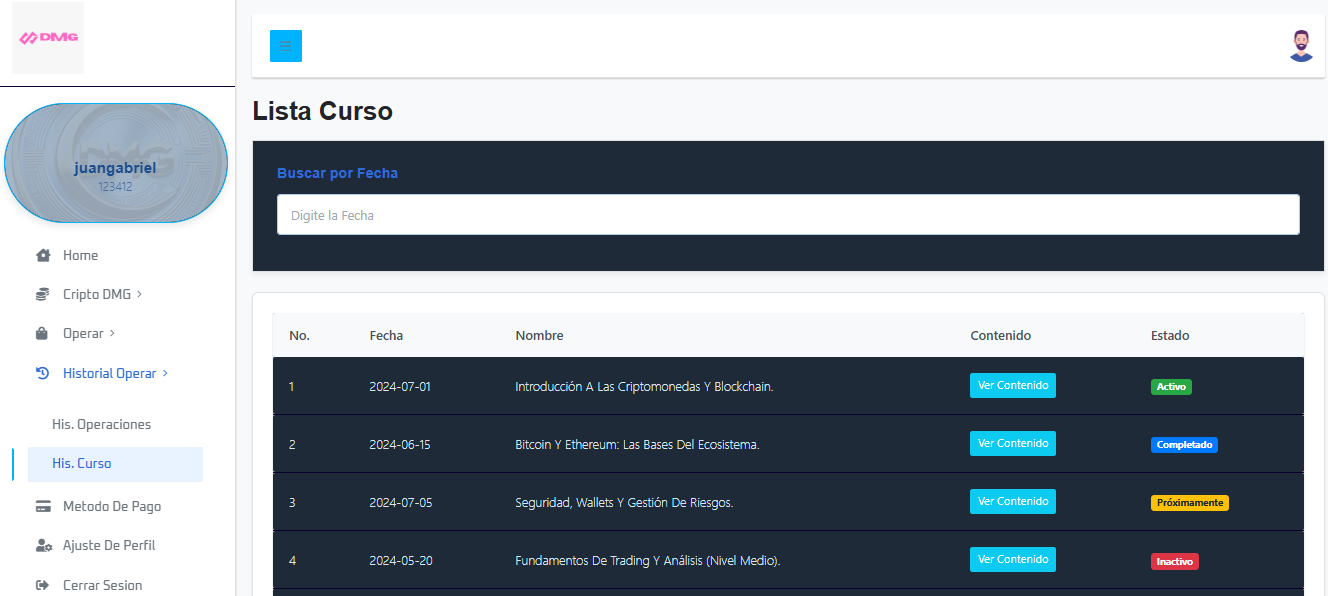 DMG
DMG
juangabriel
123412
Home
Cripto DMG
Operar
Historial Operar
His. Operaciones
His. Curso
Metodo De Pago
Ajuste De Perfil
Cerrar Sesion
Lista Curso
Buscar por Fecha
Digite la Fecha
No. Fecha Nombre Contenido Estado
1 2024-07-01 Introducción A Las Criptomonedas Y Blockchain. Ver Contenido Activo
2 2024-06-15 Bitcoin Y Ethereum: Las Bases Del Ecosistema. Ver Contenido Completado
3 2024-07-05 Seguridad, Wallets Y Gestión De Riesgos. Ver Contenido Próximamente
4 2024-05-20 Fundamentos De Trading Y Análisis (Nivel Medio). Ver Contenido Inactivo